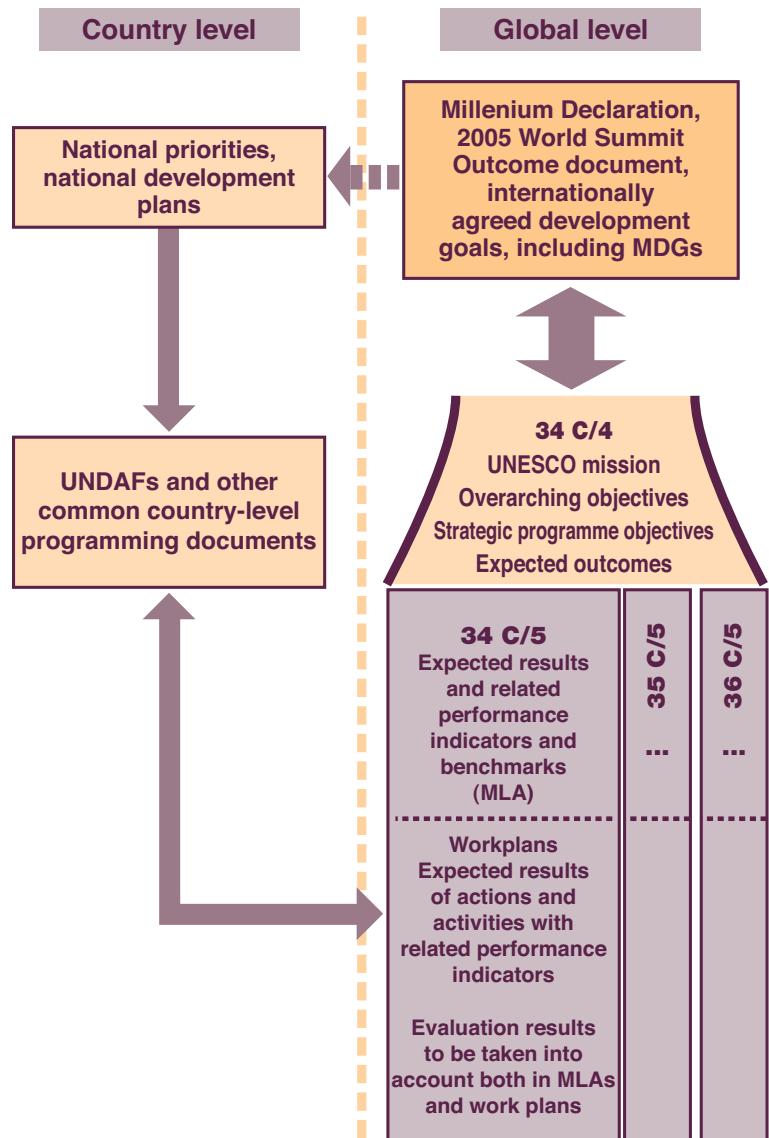 Country level
Global level
National priorities,
national development
plans
Millenium Declaration,
2005 World Summit
Outcome document,
internationally
agreed development
goals, including MDGs
UNDAFs and other
common country-level
programming documents
34 C/4
UNESCO mission
Overarching objectives
Strategic programme objectives
Expected outcomes
34 C/5
Expected results
and related
performance
indicators and
benchmarks
(MLA)
Workplans
Expected results
of actions and
activities with
related performance
indicators
Evaluation results
to be taken into
account both in MLAs
and work plans
35 C/5
...
36 C/5
...